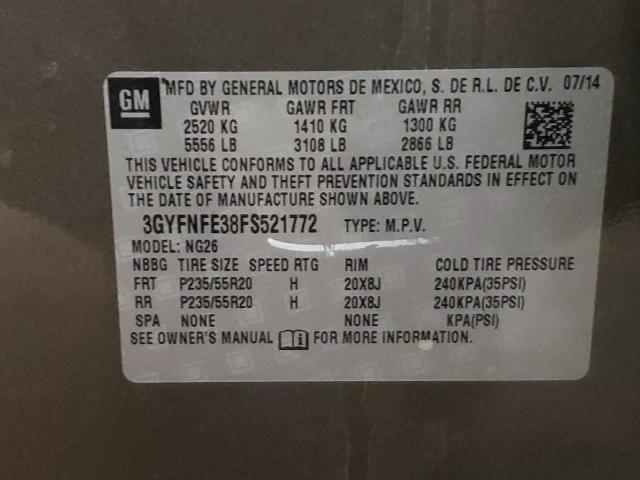 GM
MFD BY GENERAL MOTORS DE MEXICO, S. DE R.L. DE C.V. 07/14
GVWR GAWR FRT GAWR RR
2520 KG 1410 KG 1300 KG
5556 LB 3108 LB 2866 LB
THIS VEHICLE CONFORMS TO ALL APPLICABLE U.S. FEDERAL MOTOR
VEHICLE SAFETY AND THEFT PREVENTION STANDARDS IN EFFECT ON
THE DATE OF MANUFACTURE SHOWN ABOVE.
3GYFNFE38FS521772 TYPE: M.P.V.
MODEL: NG26
NBBG TIRE SIZE SPEED RTG RIM COLD TIRE PRESSURE
FRT P235/55R20 H 20X8J 240KPA(35PSI)
RR P235/55R20 H 20X8J 240KPA(35PSI)
SPA NONE NONE KPA(PSI)
SEE OWNER'S MANUAL FOR MORE INFORMATION.